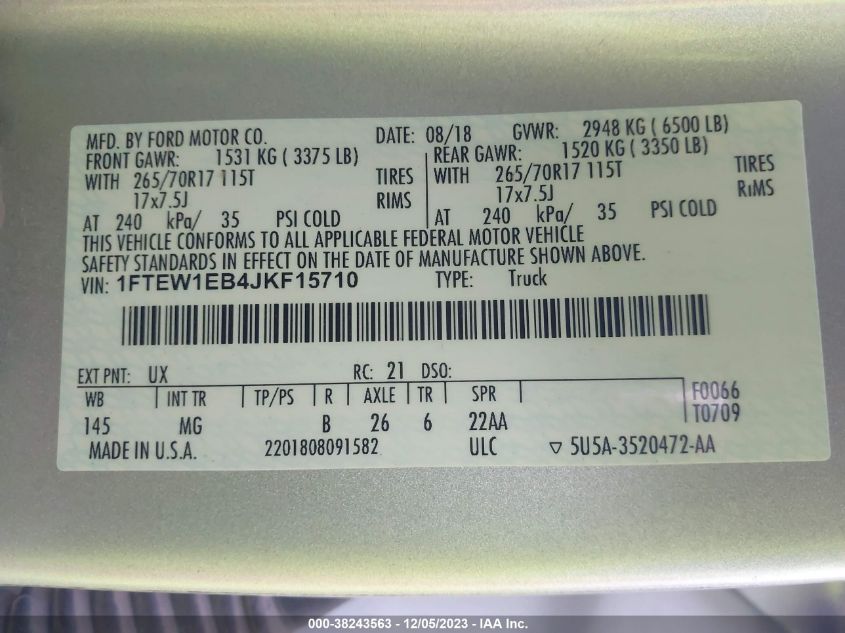 MFD. BY FORD MOTOR CO. DATE: 08/18 GVWR: 2948 KG ( 6500 LB)
FRONT GAWR: 1531 KG ( 3375 LB) REAR GAWR: 1520 KG ( 3350 LB)
WITH 265/70R17 115T TIRES WITH 265/70R17 115T TIRES
17x7.5J RIMS 17x7.5J RIMS
AT 240 kPa/ 35 PSI COLD AT 240 kPa/ 35 PSI COLD
THIS VEHICLE CONFORMS TO ALL APPLICABLE FEDERAL MOTOR VEHICLE
SAFETY STANDARDS IN EFFECT ON THE DATE OF MANUFACTURE SHOWN ABOVE.
VIN: 1FTEW1EB4JKF15710 TYPE: Truck
EXT PNT: UX RC: 21 DSO:
WB INT TR TP/PS R AXLE TR SPR F0066
145 MG B 26 6 22AA T0709
MADE IN U.S.A. 2201808091582 ULC ▽ 5U5A-3520472-AA
000-38243563 - 12/05/2023 - IAA Inc.